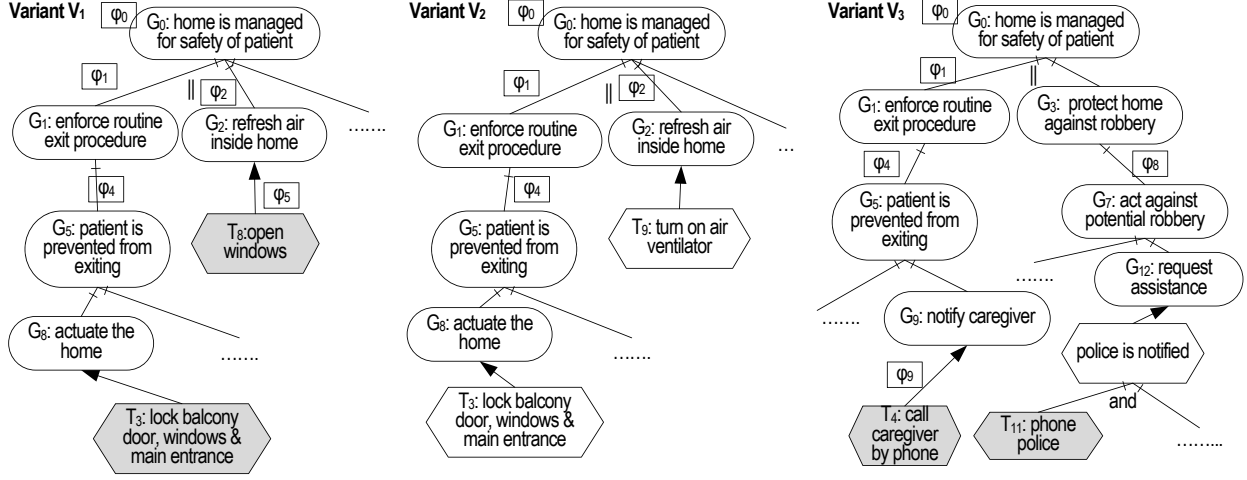 Variant V₁
φ₀
G₀: home is managed
for safety of patient
φ₁
|| φ₂
G₁: enforce routine
exit procedure
G₂: refresh air
inside home
…….
φ₄
φ₅
G₅: patient is
prevented from
exiting
T₈:open
windows
G₈: actuate the
home
…….
T₃: lock balcony
door, windows &
main entrance
Variant V₂
φ₀
G₀: home is managed
for safety of patient
φ₁
|| φ₂
G₁: enforce routine
exit procedure
G₂: refresh air
inside home
…
φ₄
G₅: patient is
prevented from
exiting
T₉: turn on air
ventilator
G₈: actuate the
home
…….
T₃: lock balcony
door, windows &
main entrance
Variant V₃
φ₀
G₀: home is managed
for safety of patient
φ₁
||
G₁: enforce routine
exit procedure
G₃: protect home
against robbery
φ₄
φ₈
G₅: patient is
prevented from
exiting
G₇: act against
potential robbery
…….
G₁₂: request
assistance
…….
G₉: notify caregiver
police is notified
φ₉
and
T₄: call
caregiver
by phone
T₁₁: phone
police
……...